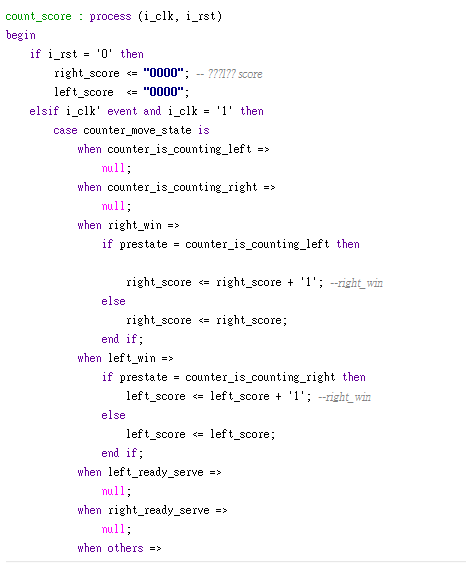 count_score : process (i_clk, i_rst)
begin
    if i_rst = '0' then
        right_score <= "0000"; -- ???l?? score
        left_score  <= "0000";
    elsif i_clk' event and i_clk = '1' then
        case counter_move_state is
            when counter_is_counting_left =>
                null;
            when counter_is_counting_right =>
                null;
            when right_win =>
                if prestate = counter_is_counting_left then
                    right_score <= right_score + '1'; --right_win
                else
                    right_score <= right_score;
                end if;
            when left_win =>
                if prestate = counter_is_counting_right then
                    left_score <= left_score + '1'; --right_win
                else
                    left_score <= left_score;
                end if;
            when left_ready_serve =>
                null;
            when right_ready_serve =>
                null;
            when others =>